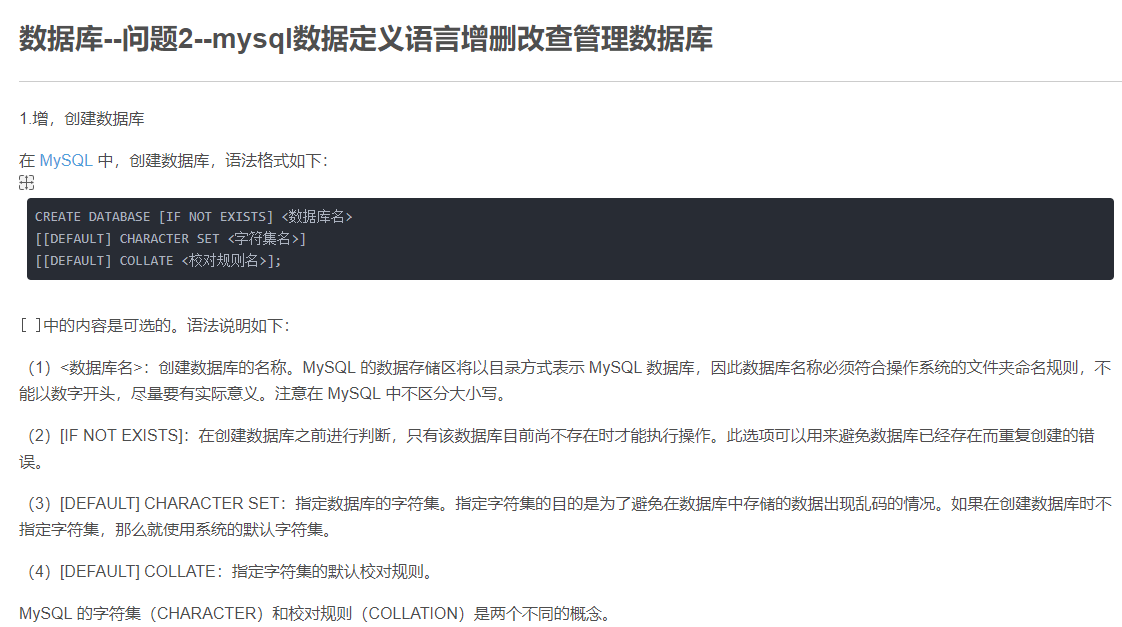 数据库--问题2--mysql数据定义语言增删改查管理数据库
1.增，创建数据库
在 MySQL 中，创建数据库，语法格式如下：
CREATE DATABASE [IF NOT EXISTS] <数据库名>
[[DEFAULT] CHARACTER SET <字符集名>]
[[DEFAULT] COLLATE <校对规则名>];
[ ]中的内容是可选的。语法说明如下：
（1）<数据库名>：创建数据库的名称。MySQL 的数据存储区将以目录方式表示 MySQL 数据库，因此数据库名称必须符合操作系统的文件夹命名规则，不
能以数字开头，尽量要有实际意义。注意在 MySQL 中不区分大小写。
（2）[IF NOT EXISTS]：在创建数据库之前进行判断，只有该数据库目前尚不存在时才能执行操作。此选项可以用来避免数据库已经存在而重复创建的错
误。
（3）[DEFAULT] CHARACTER SET：指定数据库的字符集。指定字符集的目的是为了避免在数据库中存储的数据出现乱码的情况。如果在创建数据库时不
指定字符集，那么就使用系统的默认字符集。
（4）[DEFAULT] COLLATE：指定字符集的默认校对规则。
MySQL 的字符集（CHARACTER）和校对规则（COLLATION）是两个不同的概念。